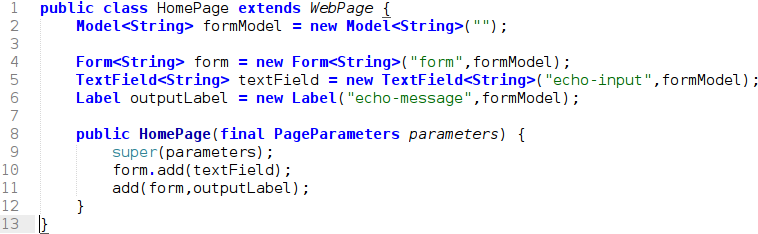 1 public class HomePage extends WebPage {
2     Model<String> formModel = new Model<String>("");
3
4     Form<String> form = new Form<String>("form",formModel);
5     TextField<String> textField = new TextField<String>("echo-input",formModel);
6     Label outputLabel = new Label("echo-message",formModel);
7
8     public HomePage(final PageParameters parameters) {
9         super(parameters);
10         form.add(textField);
11         add(form,outputLabel);
12     }
13 }